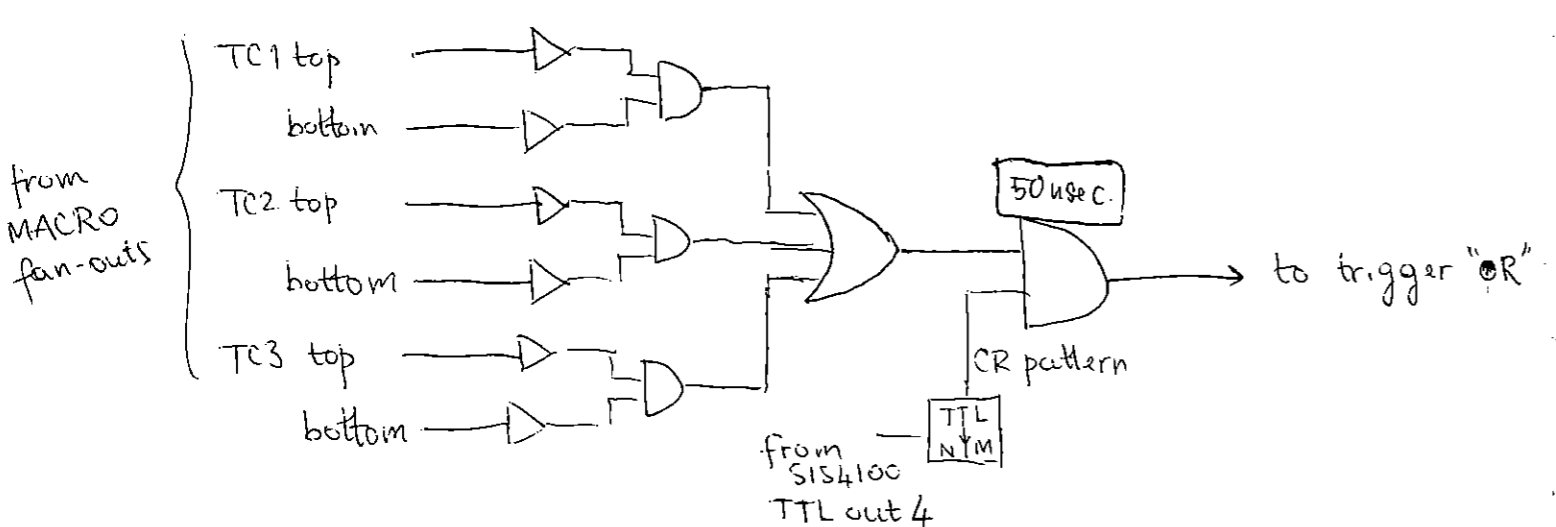 TC1 top
bottom
from
MACRO
fan-outs
TC2 top
bottom
TC3 top
bottom
50 nsec.
to trigger "OR"
CR pattern
TTL
NIM
from
SIS4100
TTL out 4